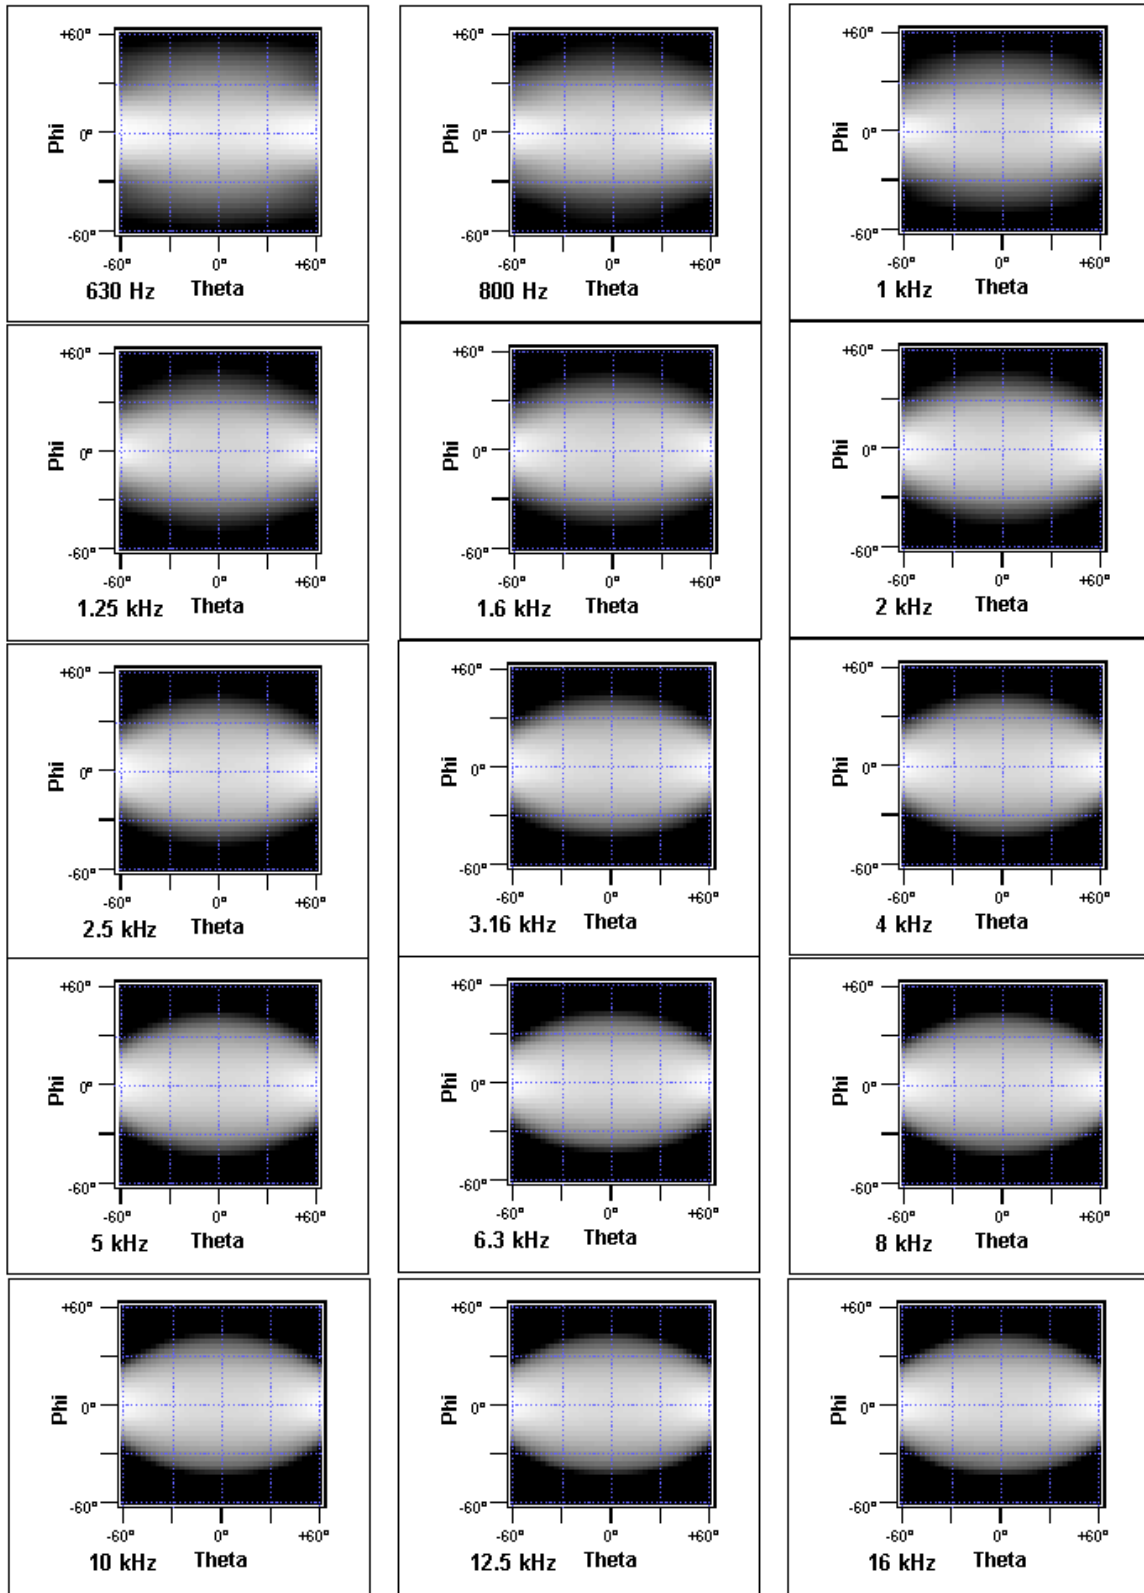 +60°
Phi
0°
-60°
-60° 0° +60°
630 Hz Theta
+60°
Phi
0°
-60°
-60° 0° +60°
800 Hz Theta
+60°
Phi
0°
-60°
-60° 0° +60°
1 kHz Theta
+60°
Phi
0°
-60°
-60° 0° +60°
1.25 kHz Theta
+60°
Phi
0°
-60°
-60° 0° +60°
1.6 kHz Theta
+60°
Phi
0°
-60°
-60° 0° +60°
2 kHz Theta
+60°
Phi
0°
-60°
-60° 0° +60°
2.5 kHz Theta
+60°
Phi
0°
-60°
-60° 0° +60°
3.16 kHz Theta
+60°
Phi
0°
-60°
-60° 0° +60°
4 kHz Theta
+60°
Phi
0°
-60°
-60° 0° +60°
5 kHz Theta
+60°
Phi
0°
-60°
-60° 0° +60°
6.3 kHz Theta
+60°
Phi
0°
-60°
-60° 0° +60°
8 kHz Theta
+60°
Phi
0°
-60°
-60° 0° +60°
10 kHz Theta
+60°
Phi
0°
-60°
-60° 0° +60°
12.5 kHz Theta
+60°
Phi
0°
-60°
-60° 0° +60°
16 kHz Theta